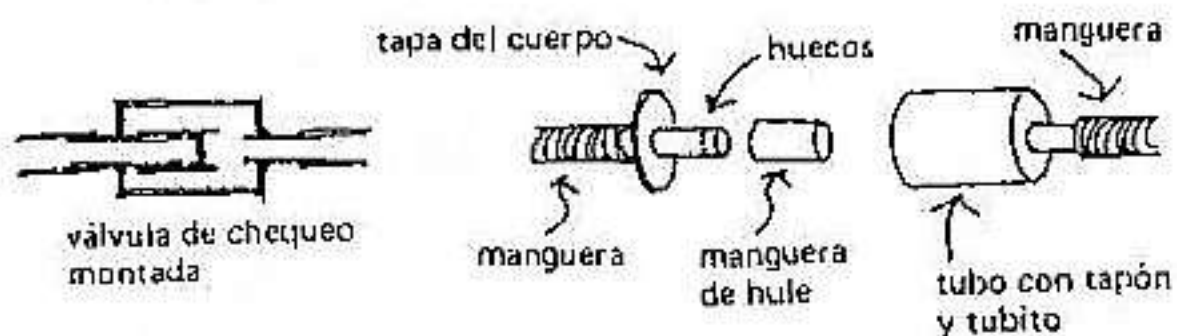 tapa del cuerpo
huecos
manguera
válvula de chequeo
montada
manguera
manguera
de hule
tubo con tapón
y tubito